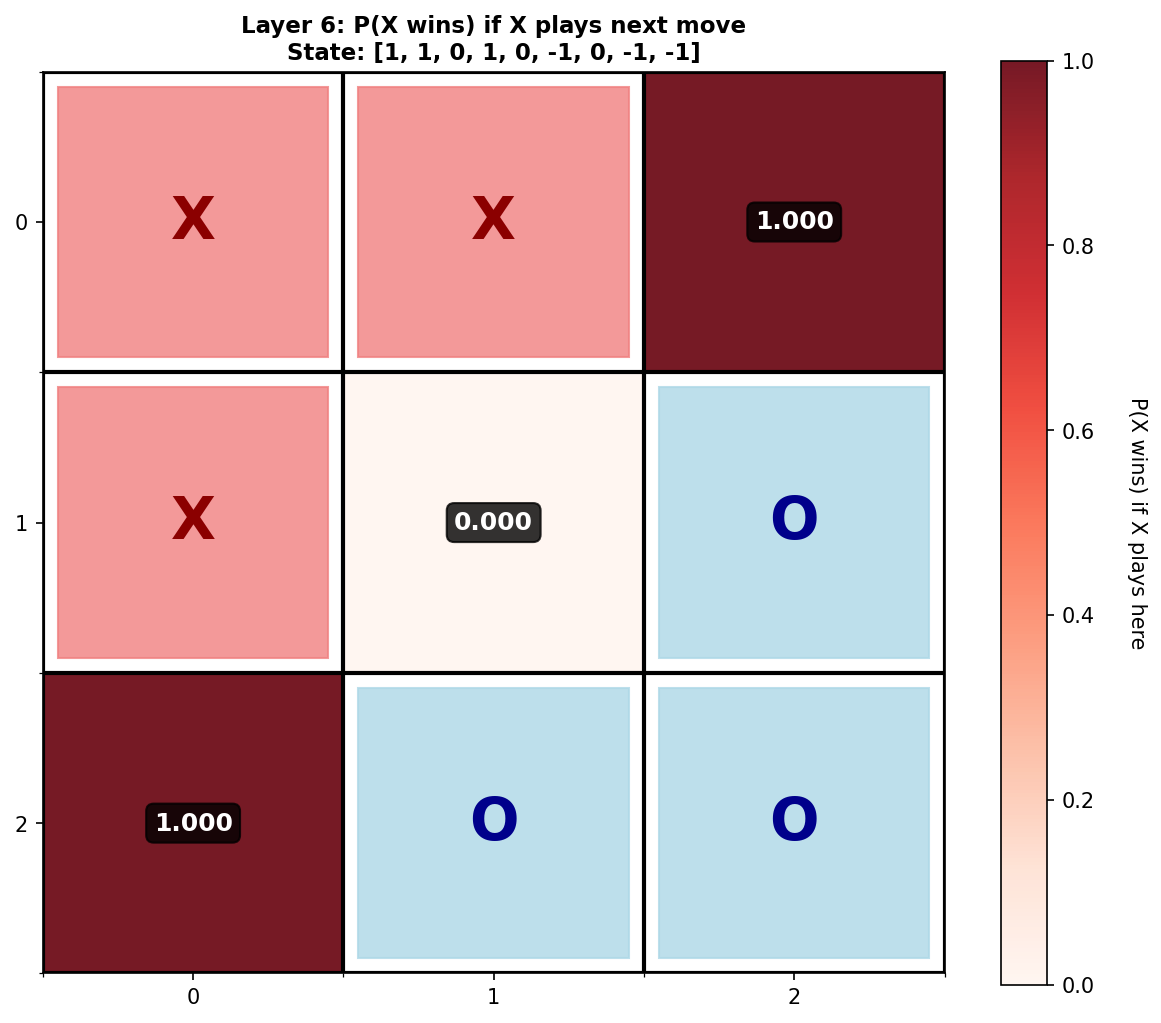 Layer 6: P(X wins) if X plays next move
State: [1, 1, 0, 1, 0, -1, 0, -1, -1]
0
X
X
1.000
1
X
0.000
O
2
1.000
O
O
0
1
2
1.0
0.8
0.6
0.4
0.2
0.0
P(X wins) if X plays here